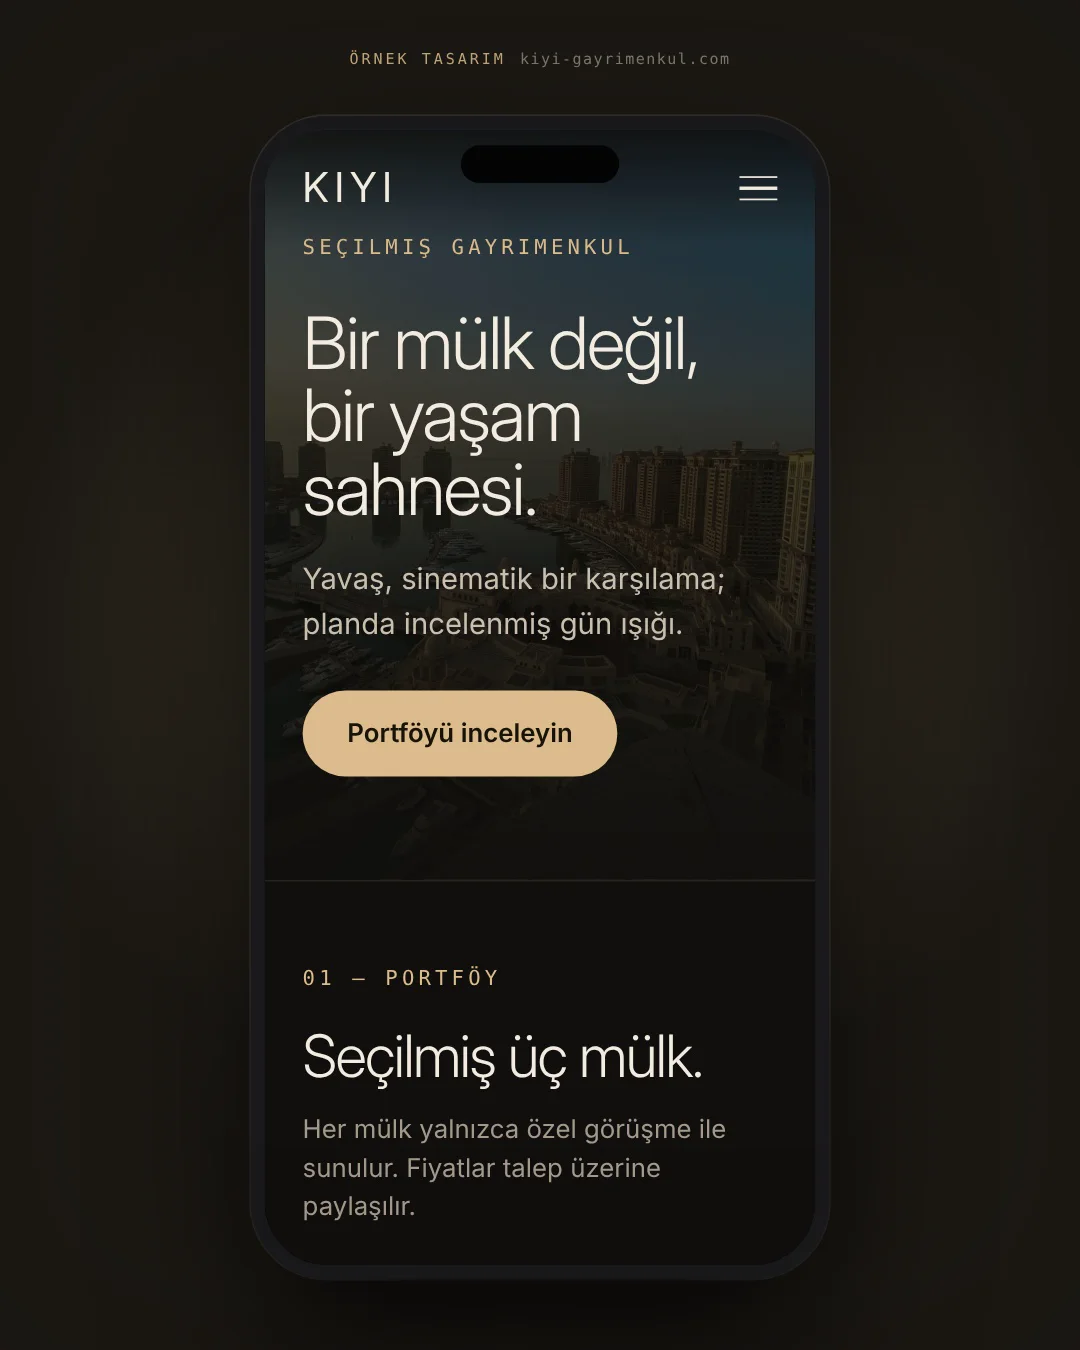 ÖRNEK TASARIM kiyi-gayrimenkul.com
KIYI
SEÇILMIŞ GAYRIMENKUL
Bir mülk değil,
bir yaşam
sahnesi.
Yavaş, sinematik bir karşılama;
planda incelenmiş gün ışığı.
Portföyü inceleyin
01 — PORTFÖY
Seçilmiş üç mülk.
Her mülk yalnızca özel görüşme ile
sunulur. Fiyatlar talep üzerine
paylaşılır.